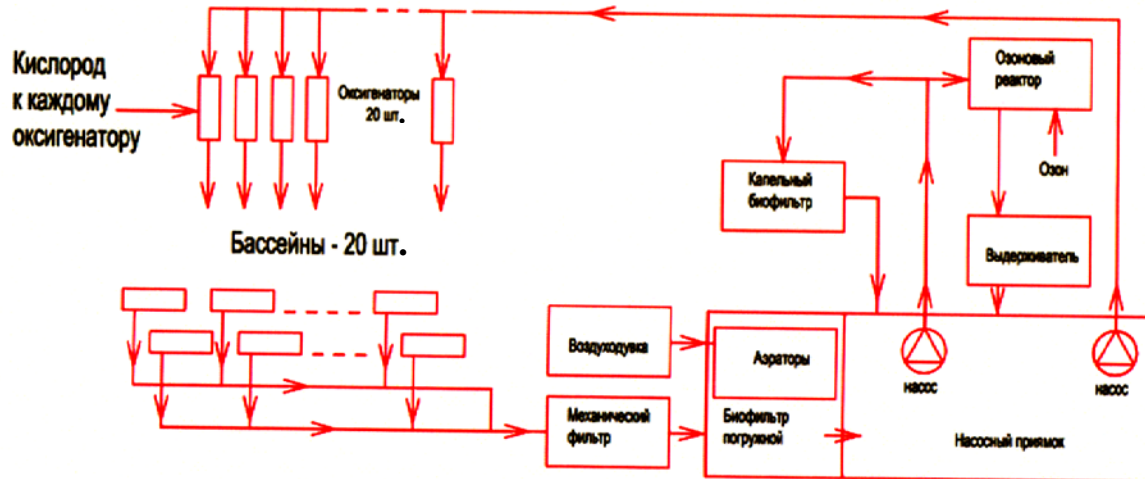 Кислород
к каждому
оксигенатору
Оксигенаторы
20 шт.
Озоновый
реактор
Озон
Капельный
биофильтр
Выдерживатель
Бассейны - 20 шт.
Воздуходувка
Аэраторы
насос
насос
Механический
фильтр
Биофильтр
погружной
Насосный приямок